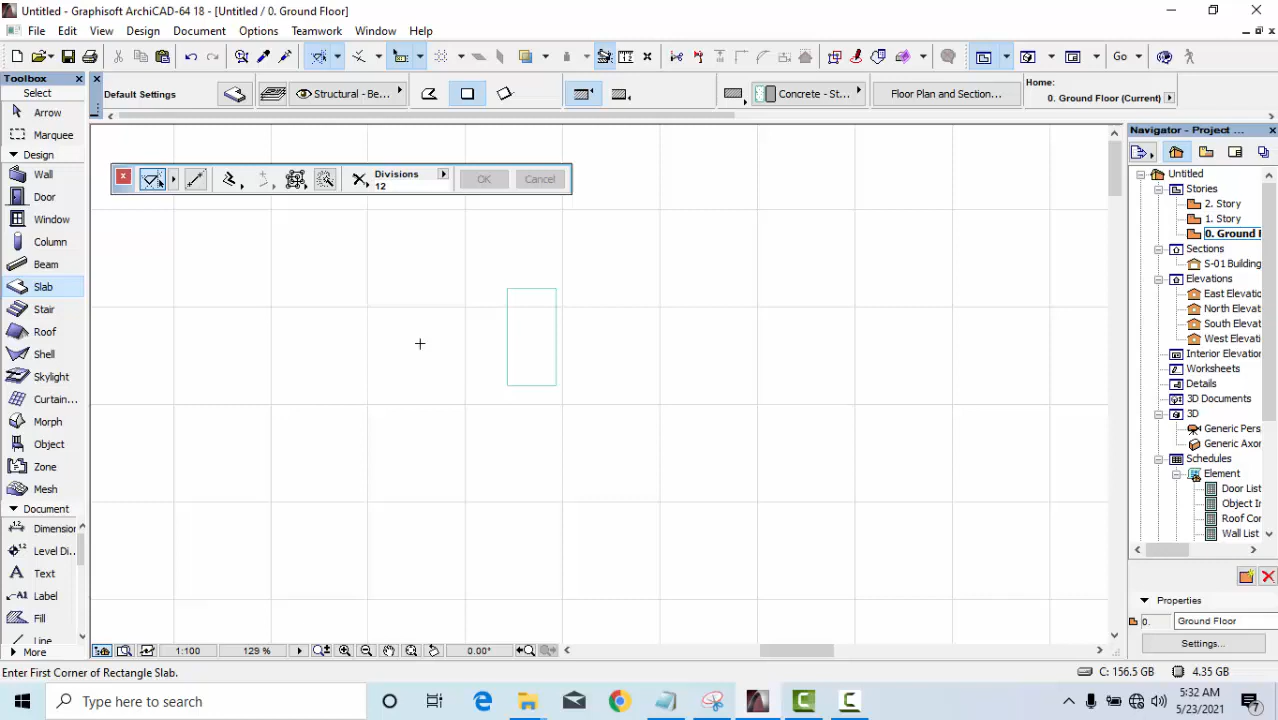 Untitled - Graphisoft ArchiCAD-64 18 - [Untitled / 0. Ground Floor]
File Edit View Design Document Options Teamwork Window Help
Go
Toolbox
Select
Arrow
Marquee
Design
Wall
Door
Window
Column
Beam
Slab
Stair
Roof
Shell
Skylight
Curtain...
Morph
Object
Zone
Mesh
Document
Dimension
Level Di...
Text
Label
Fill
Line
More
Default Settings
Structural - Be...
Concrete - St...
Floor Plan and Section...
Home:
0. Ground Floor (Current)
Divisions
12
OK
Cancel
Navigator - Project ...
Untitled
Stories
2. Story
1. Story
0. Ground F
Sections
S-01 Building
Elevations
East Elevatio
North Elevat
South Elevat
West Elevati
Interior Elevation
Worksheets
Details
3D Documents
3D
Generic Pers
Generic Axo
Schedules
Element
Door List
Object In
Roof Cor
Wall List
Properties
0.
Ground Floor
Settings...
1:100
129 %
0.00°
Enter First Corner of Rectangle Slab.
C: 156.5 GB
4.35 GB
Type here to search
5:32 AM
5/23/2021
7